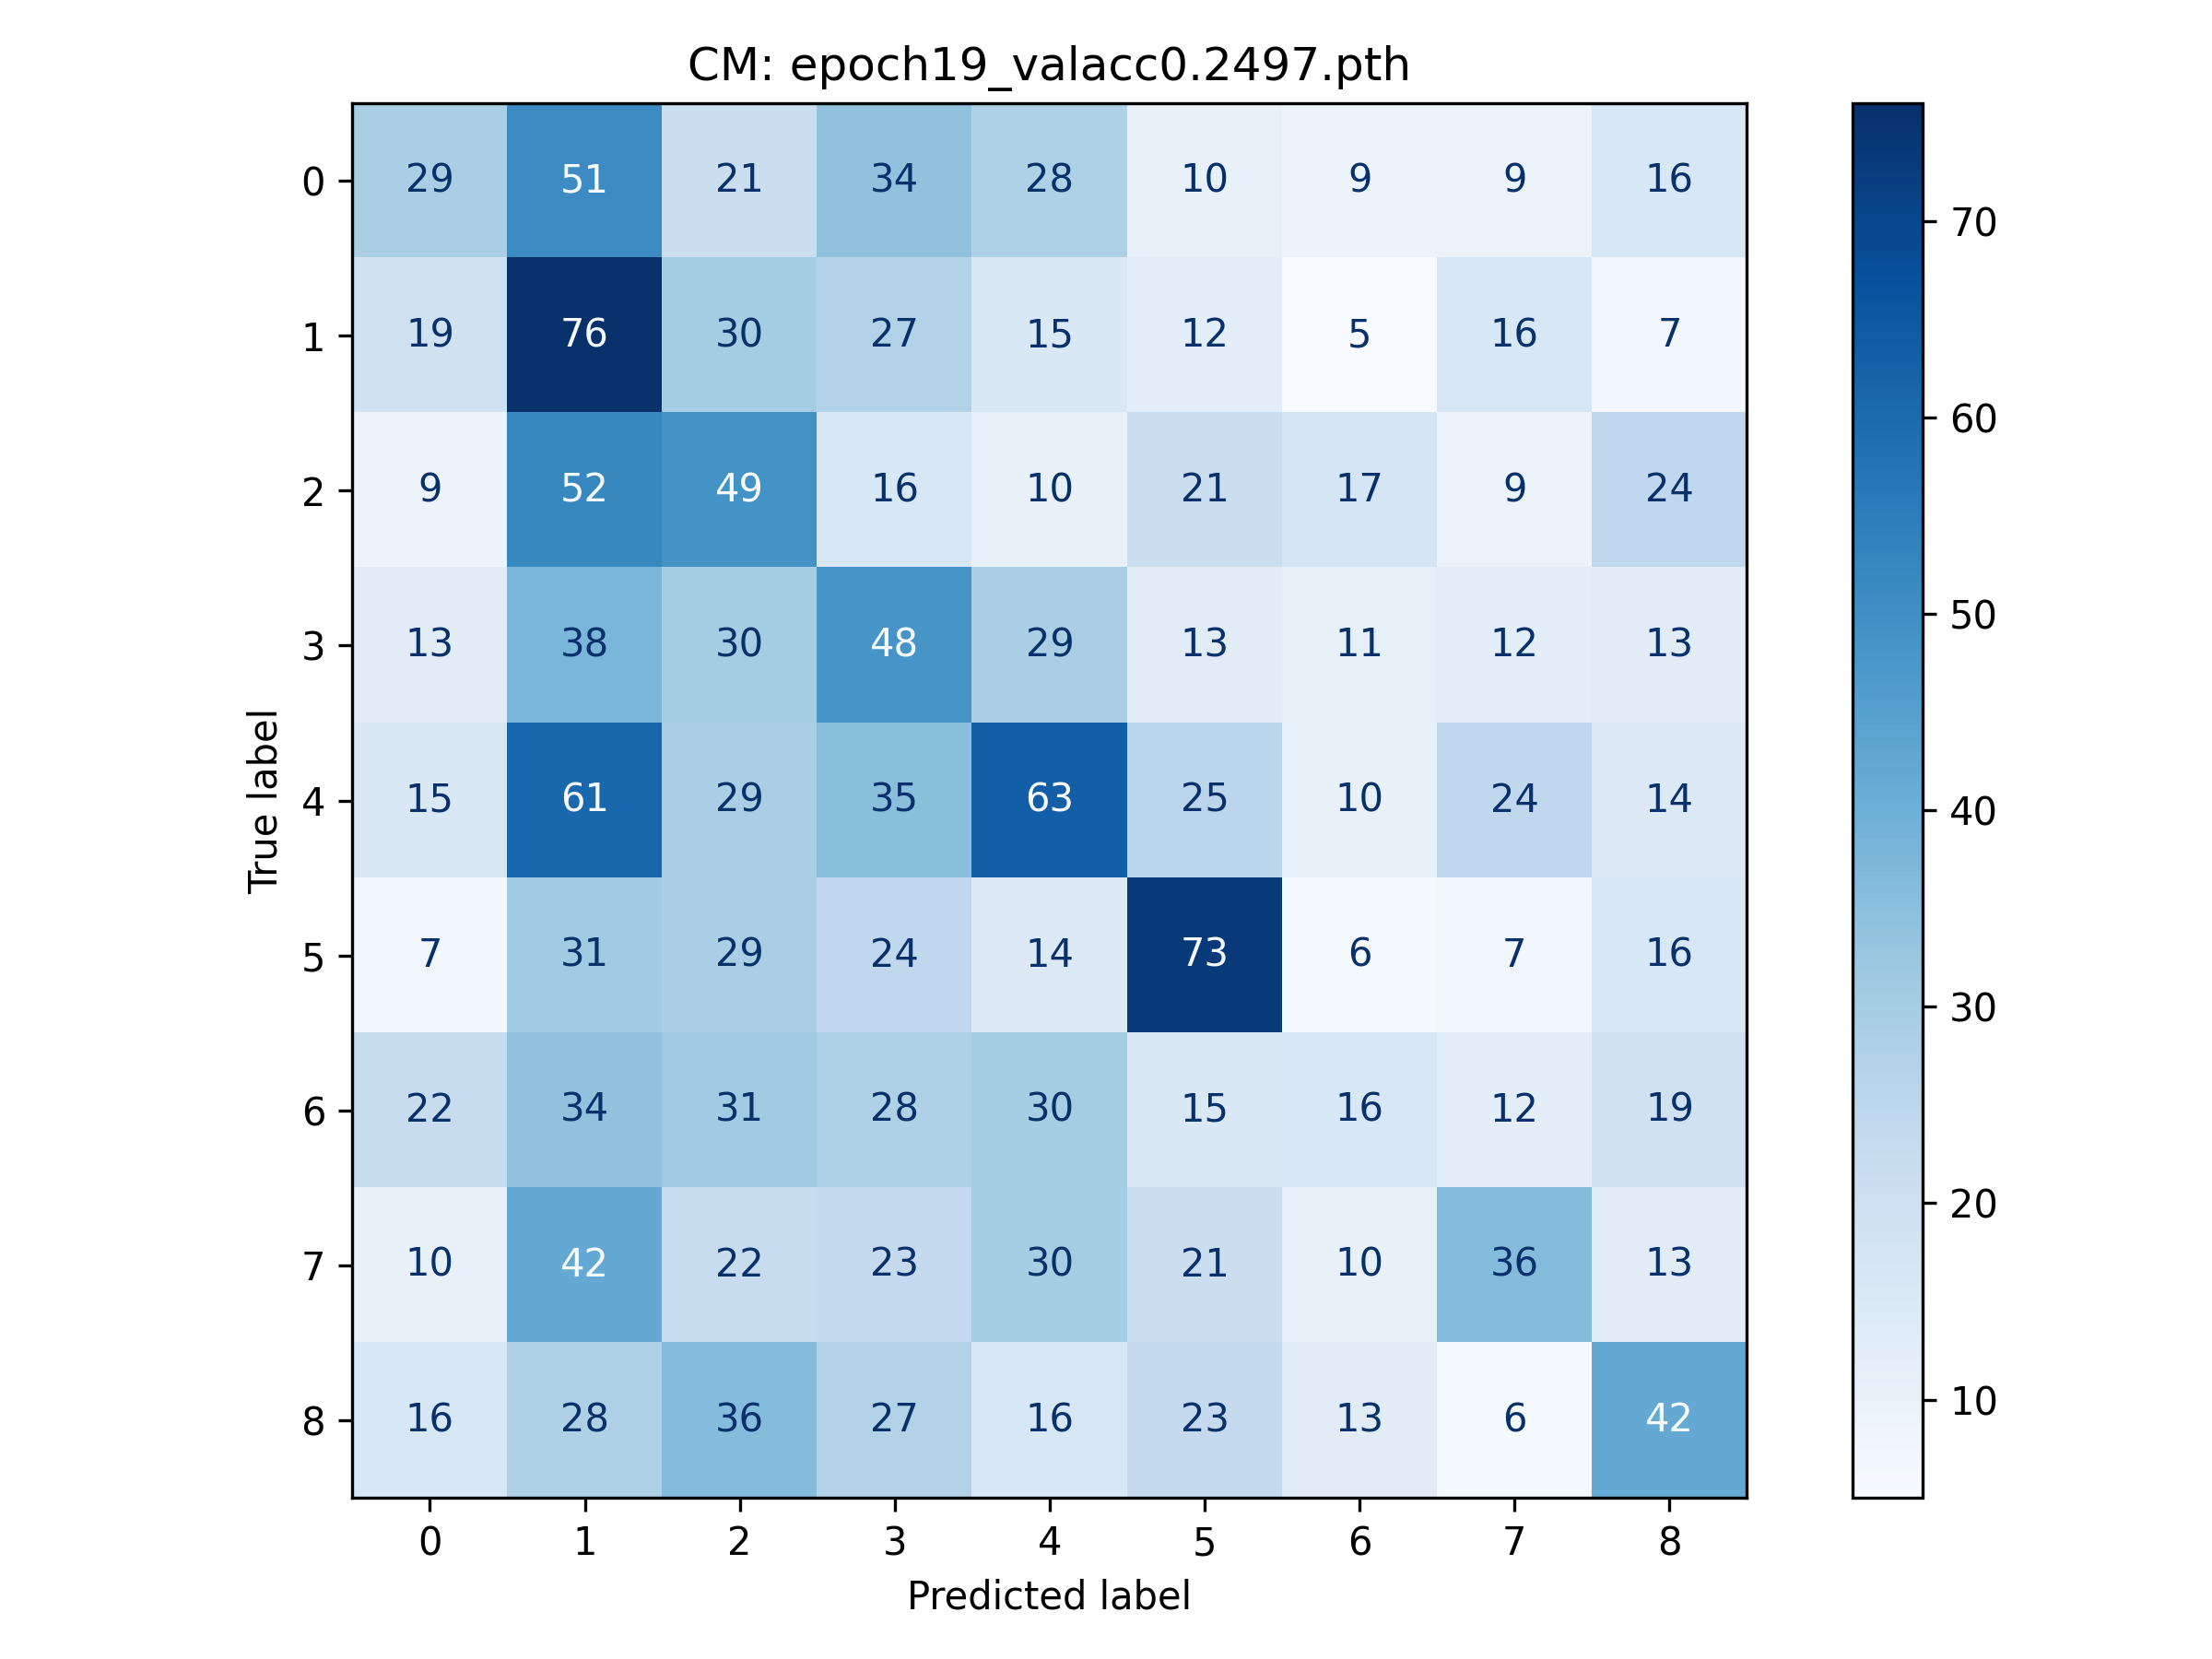 CM: epoch19_valacc0.2497.pth
0 29 51 21 34 28 10 9 9 16
1 19 76 30 27 15 12 5 16 7
2 9 52 49 16 10 21 17 9 24
3 13 38 30 48 29 13 11 12 13
4 15 61 29 35 63 25 10 24 14
5 7 31 29 24 14 73 6 7 16
6 22 34 31 28 30 15 16 12 19
7 10 42 22 23 30 21 10 36 13
8 16 28 36 27 16 23 13 6 42
0 1 2 3 4 5 6 7 8
Predicted label
True label
70
60
50
40
30
20
10